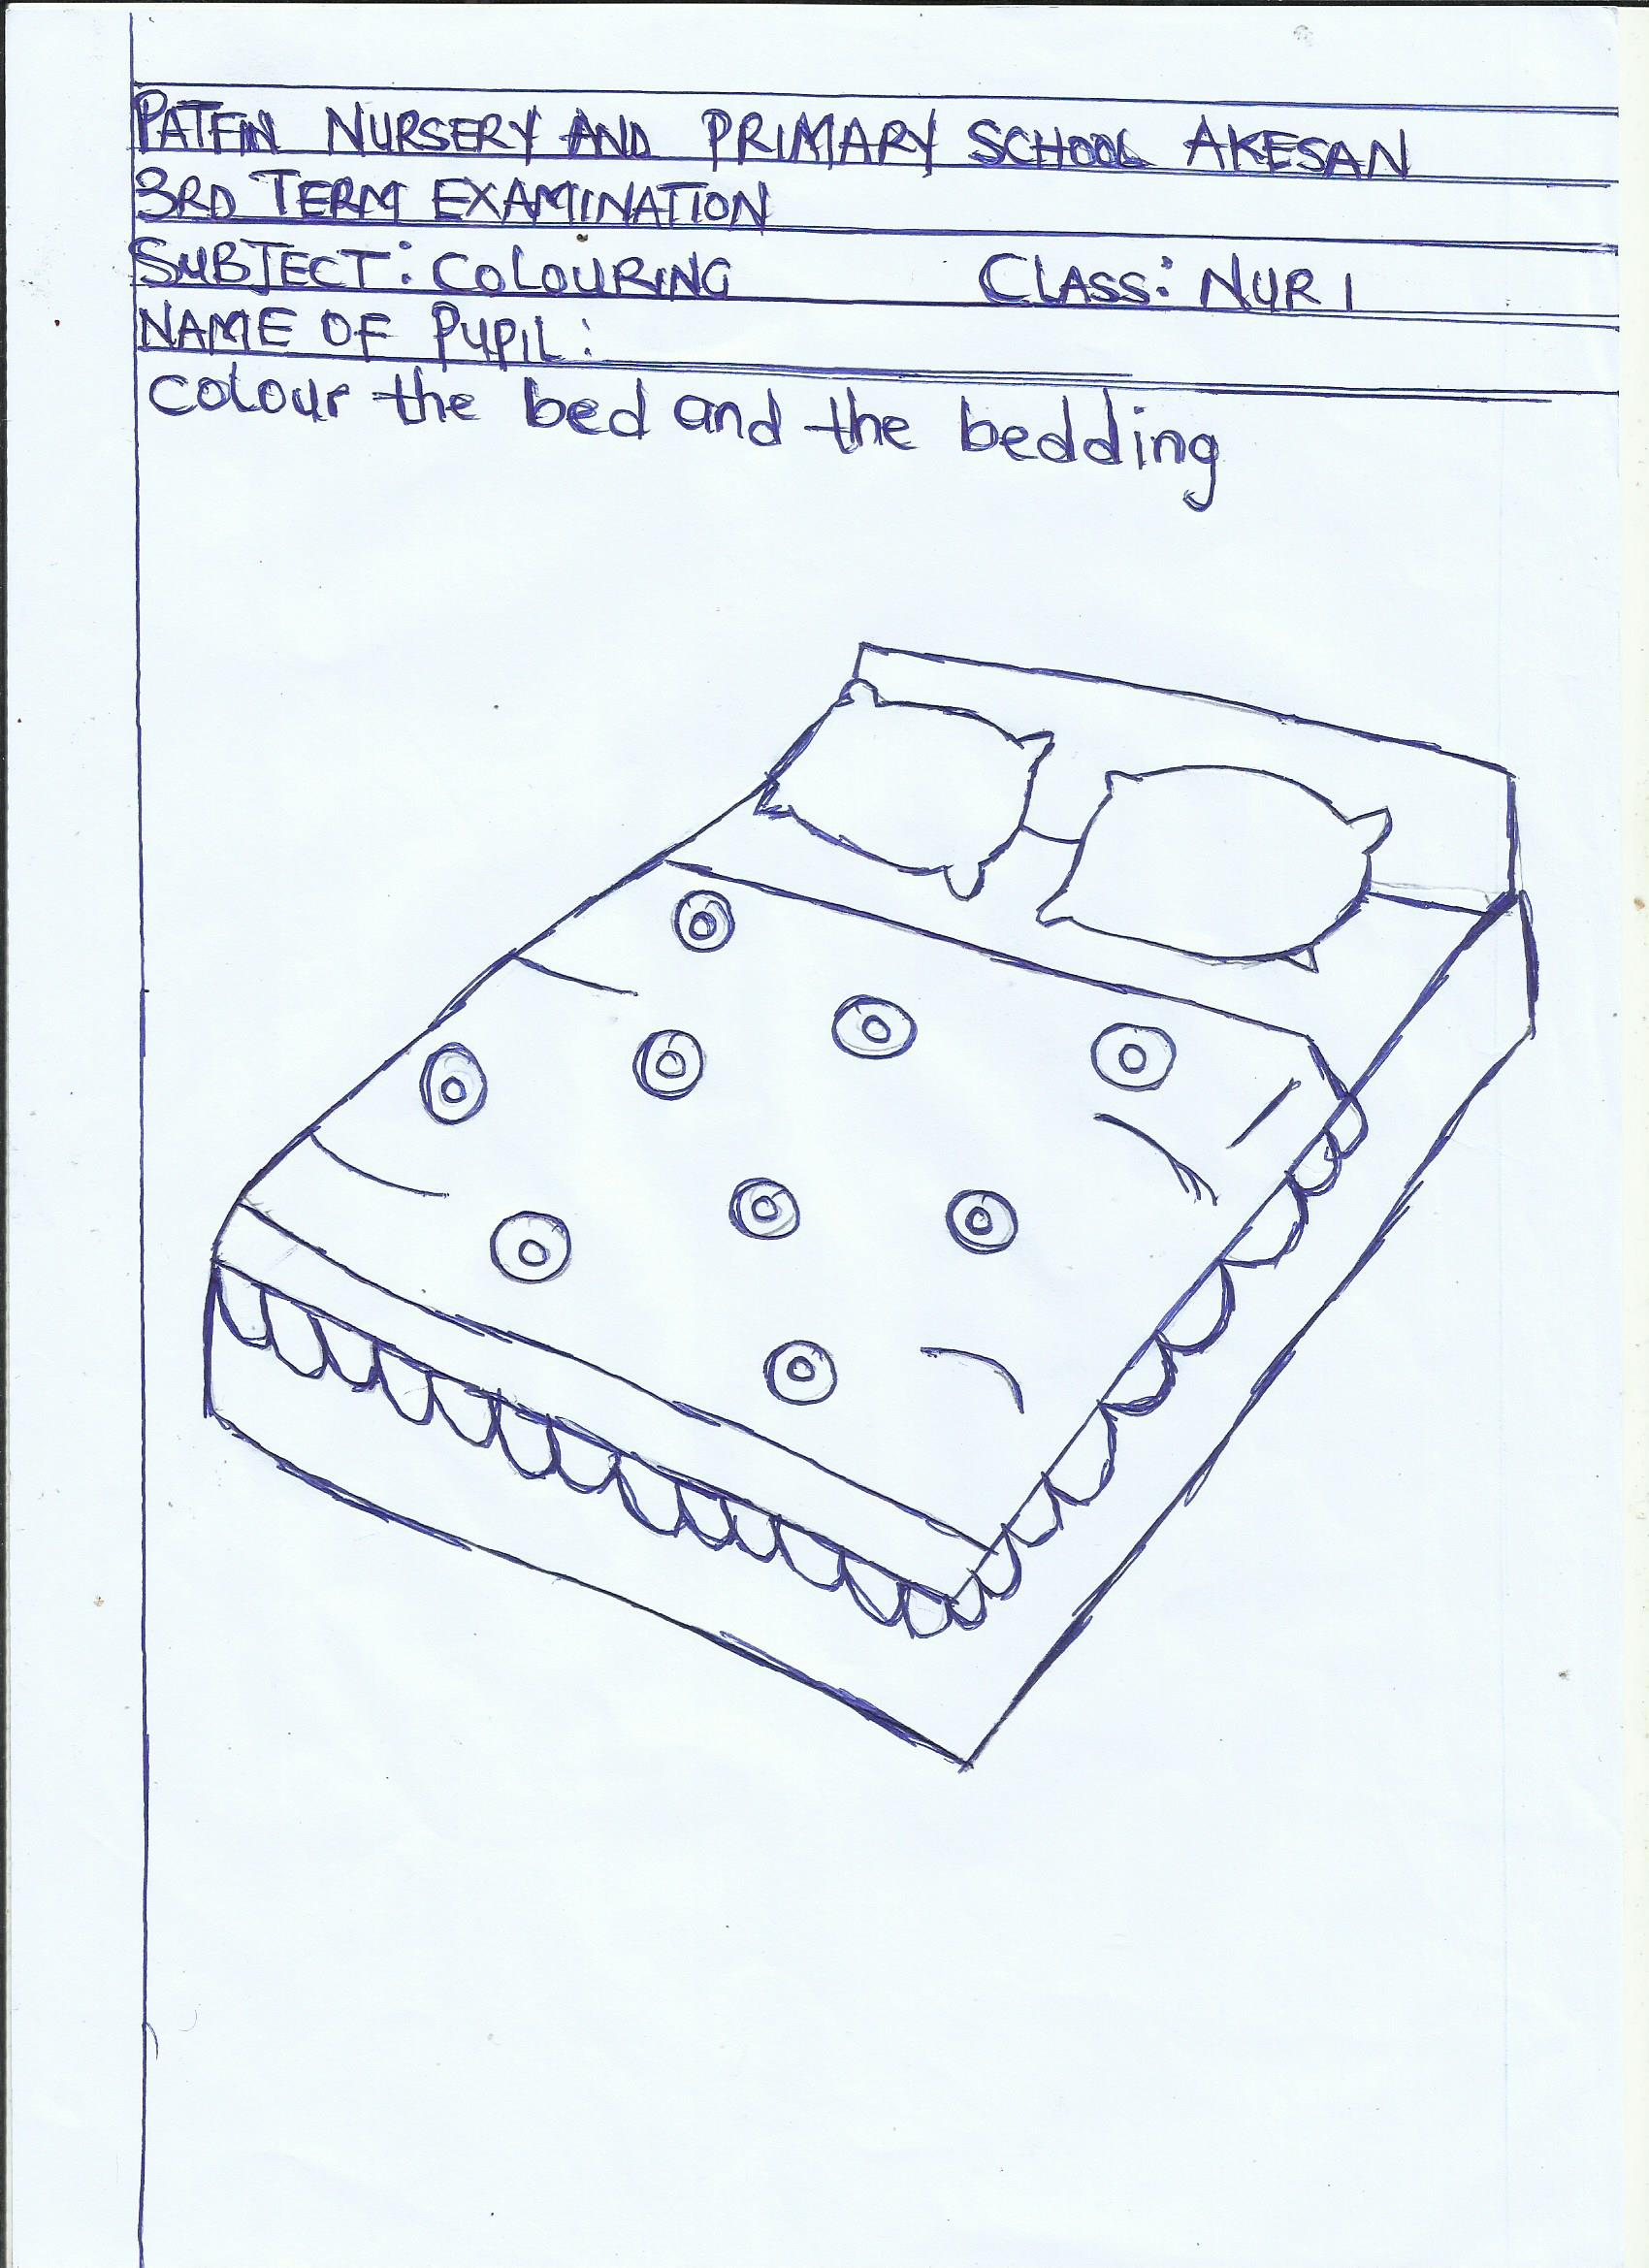 PATFIN NURSERY AND PRIMARY SCHOOL AKESAN
3RD TERM EXAMINATION
SUBJECT: COLOURING CLASS: NUR 1
NAME OF PUPIL:
colour the bed and the bedding